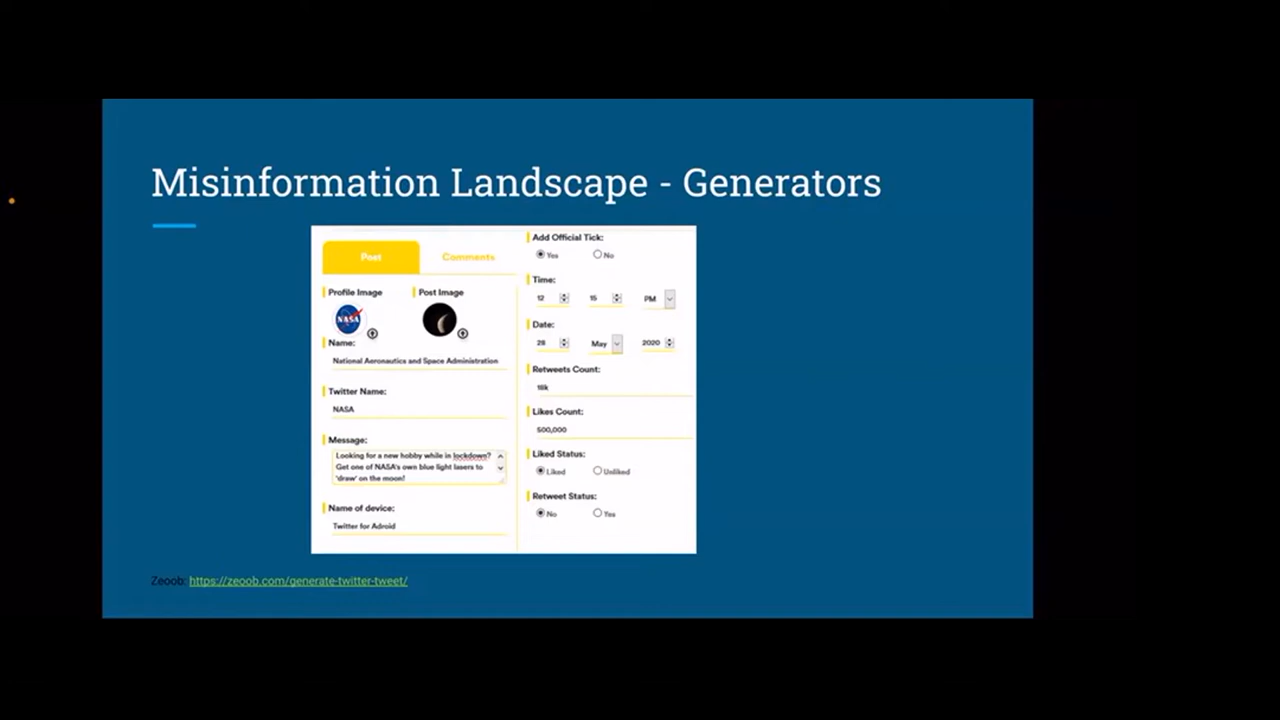 Misinformation Landscape - Generators
Post
Comments
Profile Image
Post Image
NASA
Name:
National Aeronautics and Space Administration
Twitter Name:
NASA
Message:
Looking for a new hobby while in lockdown?
Get one of NASA's own blue light lasers to
'draw' on the moon!
Name of device:
Twitter for Adroid
Add Official Tick:
Yes No
Time:
12 15 PM
Date:
28 May 2020
Retweets Count:
18k
Likes Count:
500,000
Liked Status:
Liked Unliked
Retweet Status:
No Yes
Zeoob: https://zeoob.com/generate-twitter-tweet/